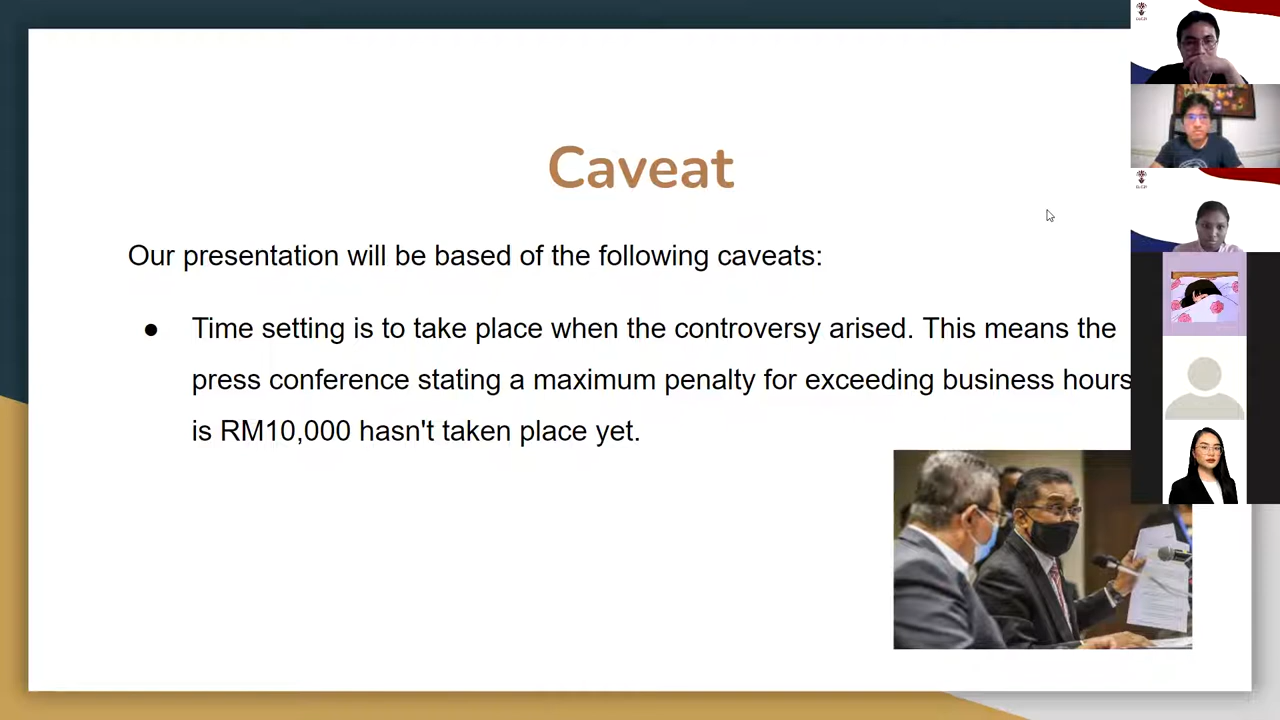 Caveat
Our presentation will be based of the following caveats:
● Time setting is to take place when the controversy arised. This means the
press conference stating a maximum penalty for exceeding business hours
is RM10,000 hasn't taken place yet.